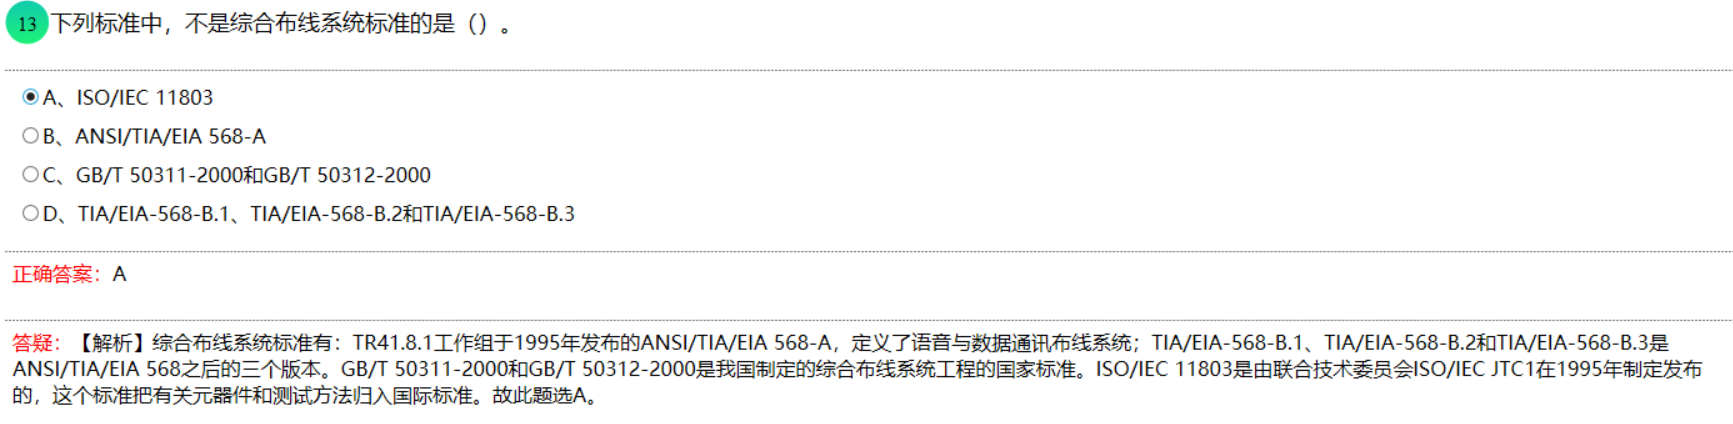 13 下列标准中，不是综合布线系统标准的是（）。
A、ISO/IEC 11803
B、ANSI/TIA/EIA 568-A
C、GB/T 50311-2000和GB/T 50312-2000
D、TIA/EIA-568-B.1、TIA/EIA-568-B.2和TIA/EIA-568-B.3
正确答案：A
答疑：【解析】综合布线系统标准有：TR41.8.1工作组于1995年发布的ANSI/TIA/EIA 568-A，定义了语音与数据通讯布线系统；TIA/EIA-568-B.1、TIA/EIA-568-B.2和TIA/EIA-568-B.3是
ANSI/TIA/EIA 568之后的三个版本。GB/T 50311-2000和GB/T 50312-2000是我国制定的综合布线系统工程的国家标准。ISO/IEC 11803是由联合技术委员会ISO/IEC JTC1在1995年制定发布
的，这个标准把有关元器件和测试方法归入国际标准。故此题选A。